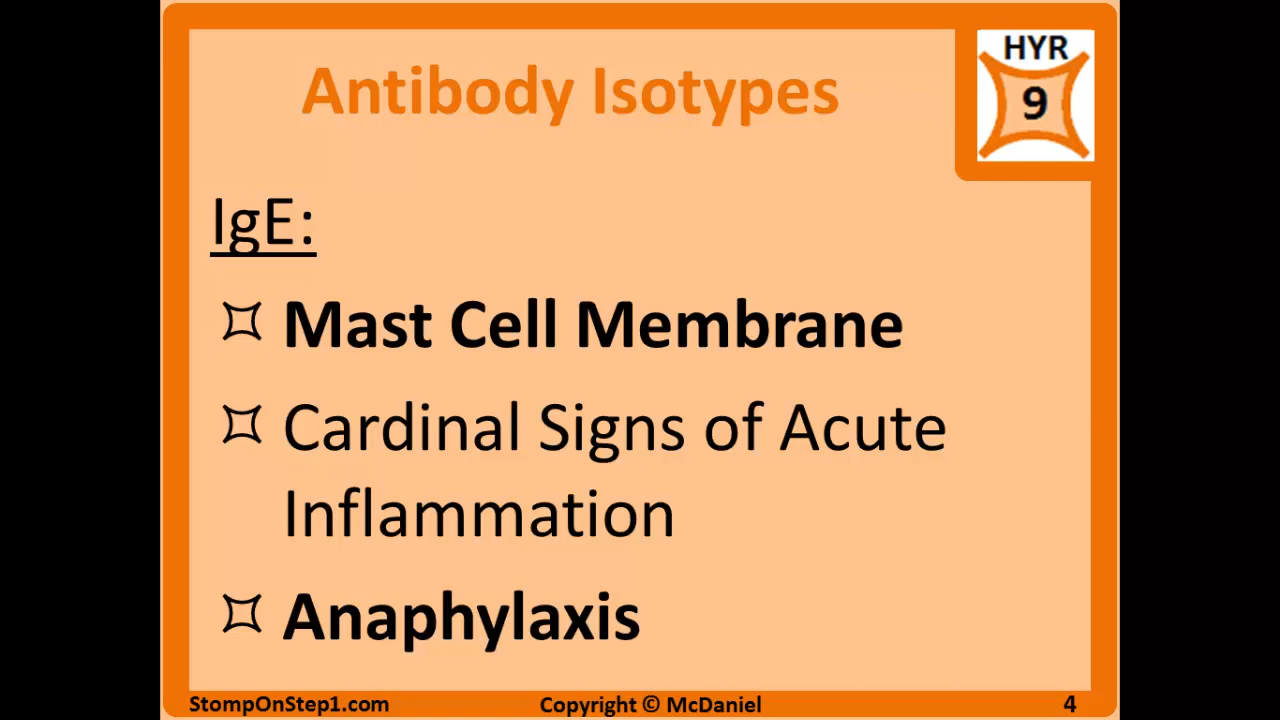 Antibody Isotypes
HYR
9
IgE:
Mast Cell Membrane
Cardinal Signs of Acute
Inflammation
Anaphylaxis
StompOnStep1.com
Copyright © McDaniel
4